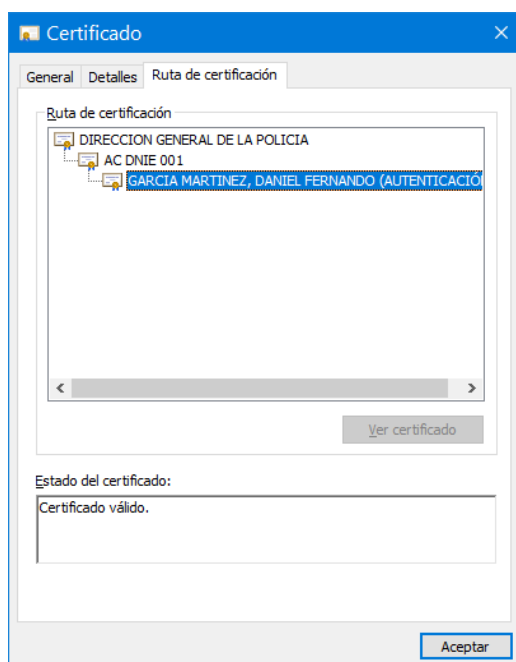 Certificado
General Detalles Ruta de certificación
Ruta de certificación
DIRECCION GENERAL DE LA POLICIA
AC DNIE 001
GARCIA MARTINEZ, DANIEL FERNANDO (AUTENTICACIÓ
Ver certificado
Estado del certificado:
Certificado válido.
Aceptar